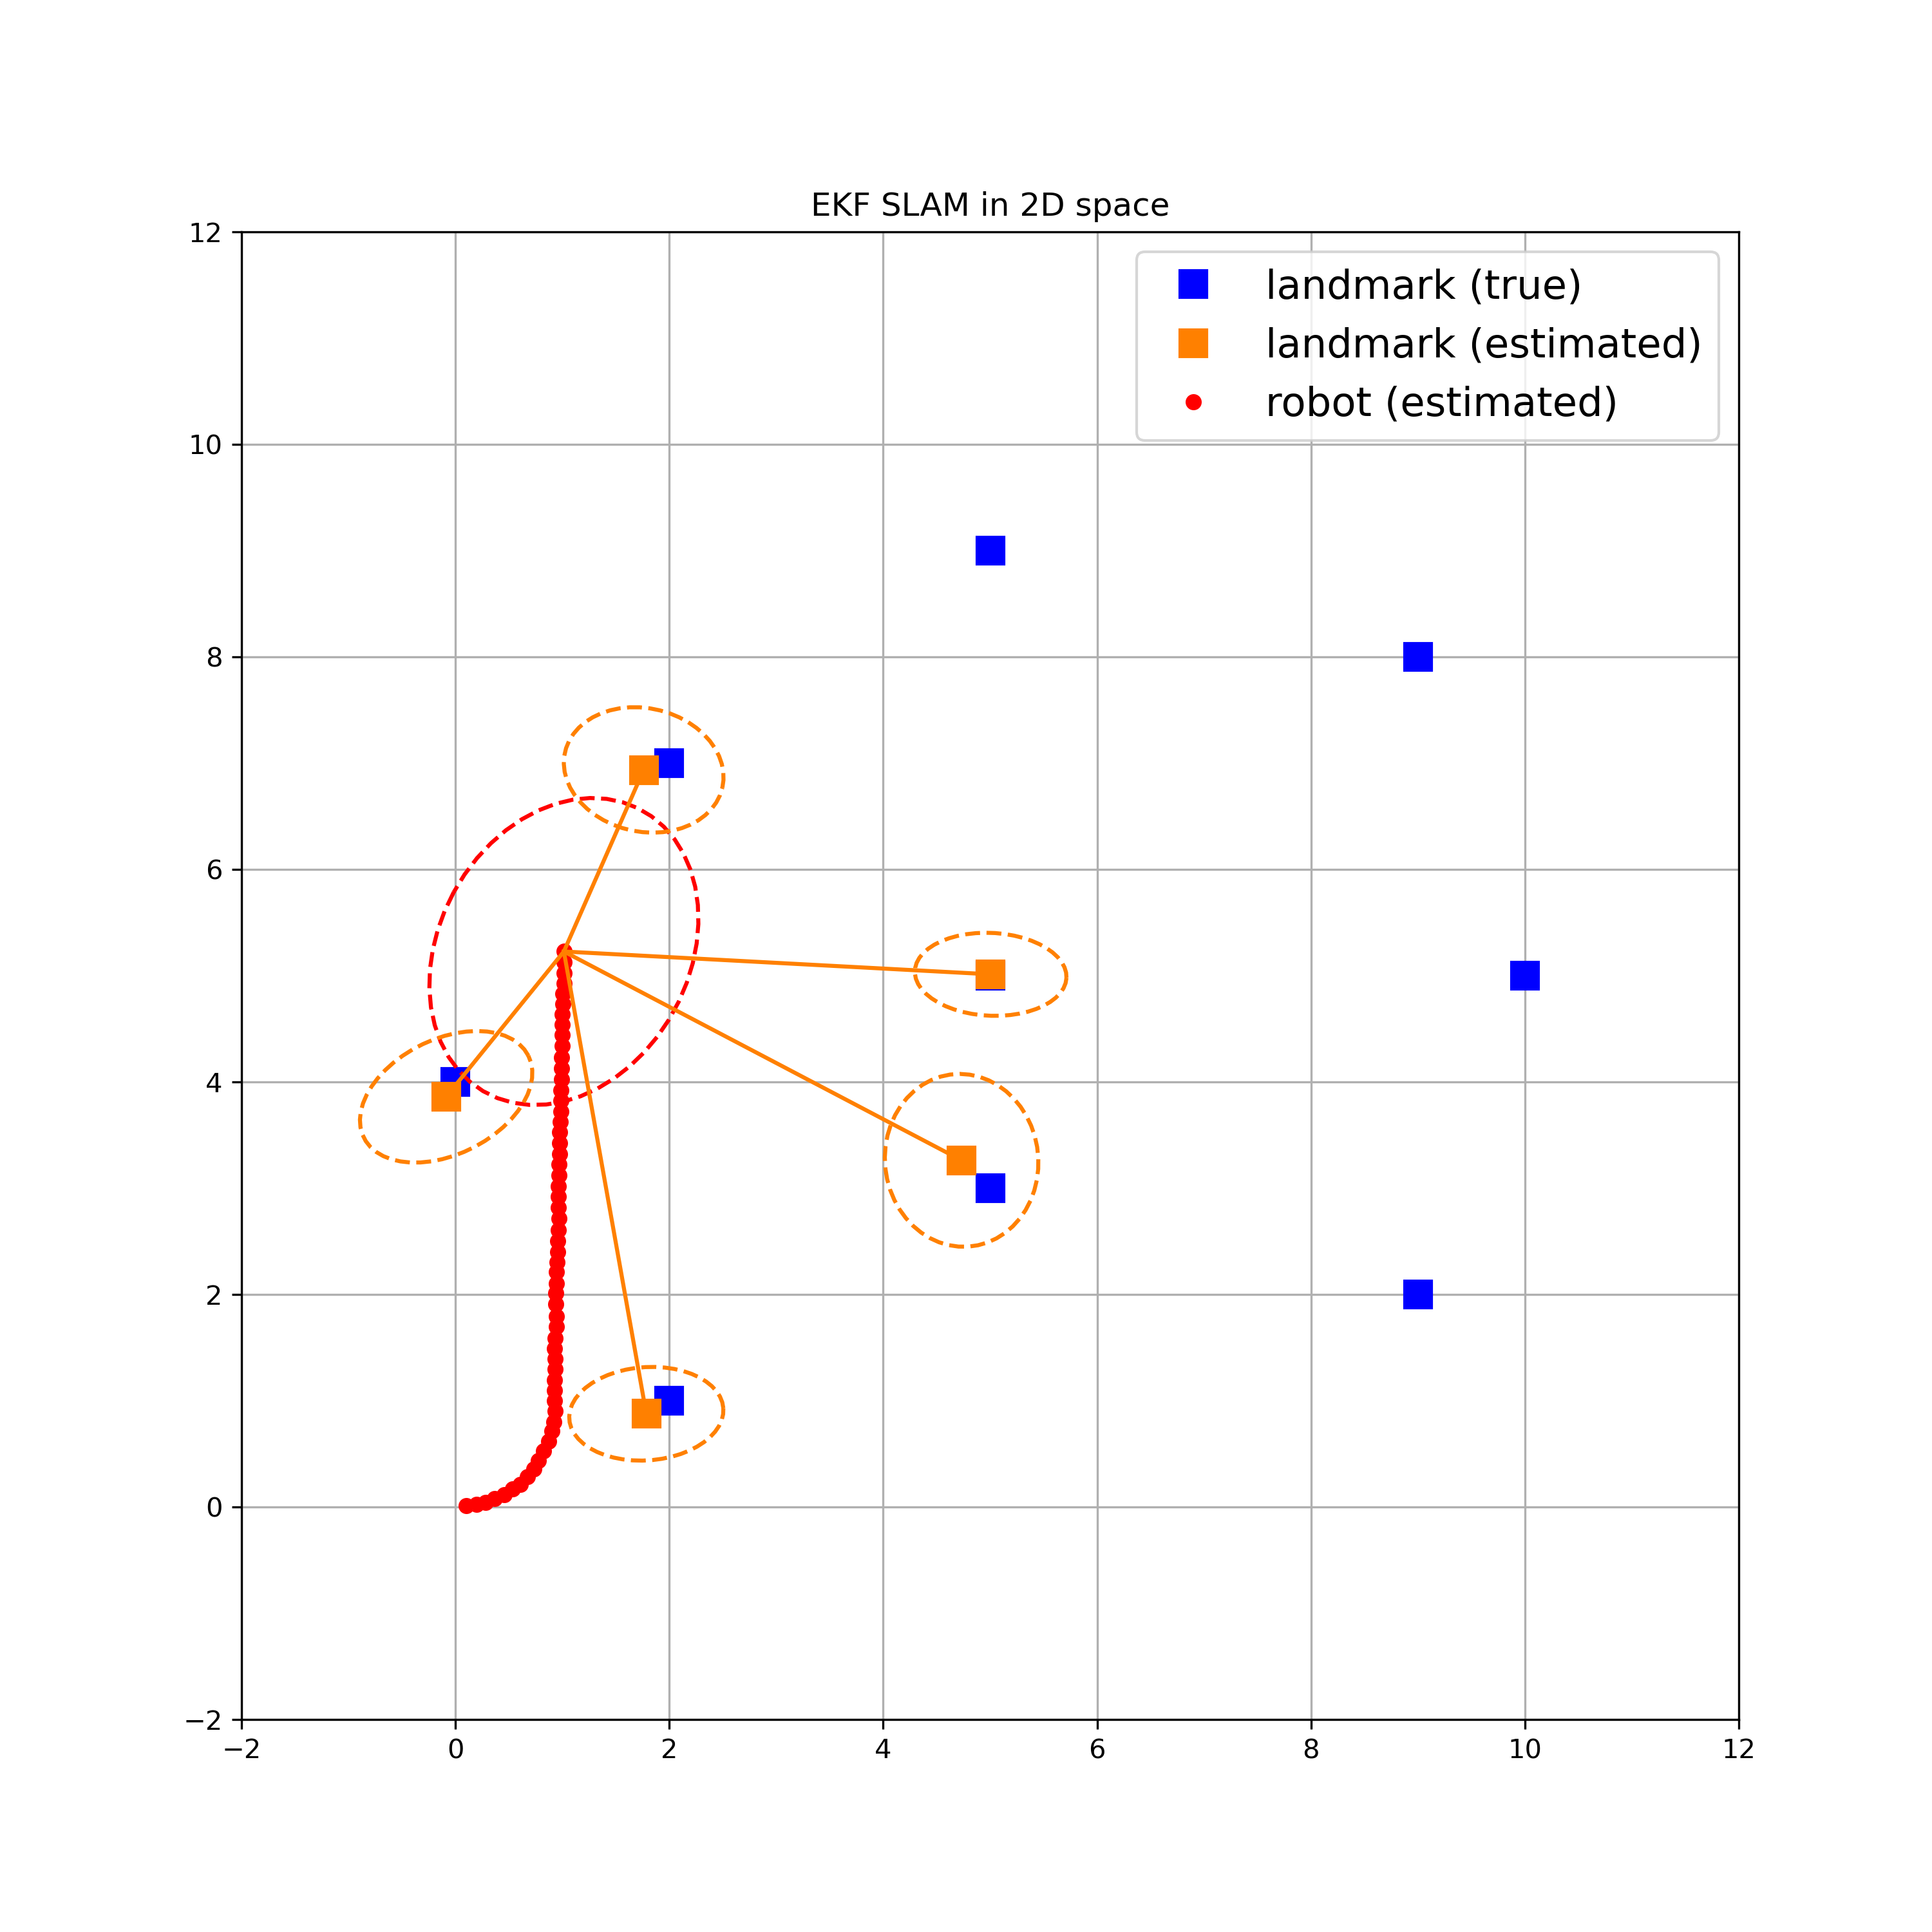 EKF SLAM in 2D space
12
landmark (true)
landmark (estimated)
robot (estimated)
10
8
6
4
2
0
−2
−2 0 2 4 6 8 10 12